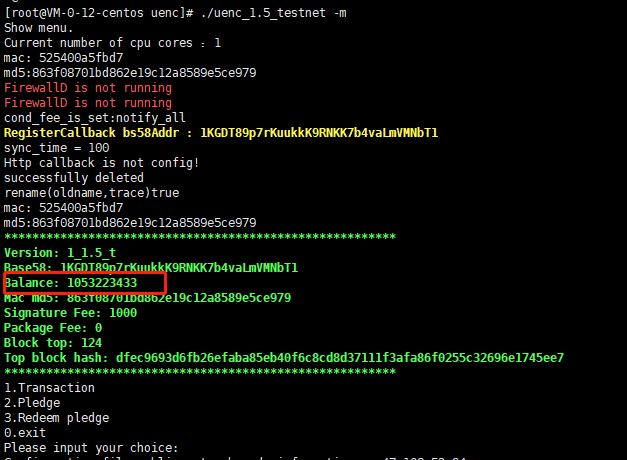 [root@VM-0-12-centos uenc]# ./uenc_1.5_testnet -m
Show menu.
Current number of cpu cores : 1
mac: 525400a5fbd7
md5:863f08701bd862e19c12a8589e5ce979
FirewallD is not running
FirewallD is not running
cond_fee_is_set:notify_all
RegisterCallback bs58Addr : 1KGDT89p7rKuukkK9RNKK7b4vaLmVMNbT1
sync_time = 100
Http callback is not config!
successfully deleted
rename(oldname,trace)true
mac: 525400a5fbd7
md5:863f08701bd862e19c12a8589e5ce979
********************************************************
Version: 1_1.5_t
Base58: 1KGDT89p7rKuukkK9RNKK7b4vaLmVMNbT1
Balance: 1053223433
Mac md5: 863f08701bd862e19c12a8589e5ce979
Signature Fee: 1000
Package Fee: 0
Block top: 124
Top block hash: dfec9693d6fb26efaba85eb40f6c8cd8d37111f3afa86f0255c32696e1745ee7
********************************************************
1.Transaction
2.Pledge
3.Redeem pledge
0.exit
Please input your choice: